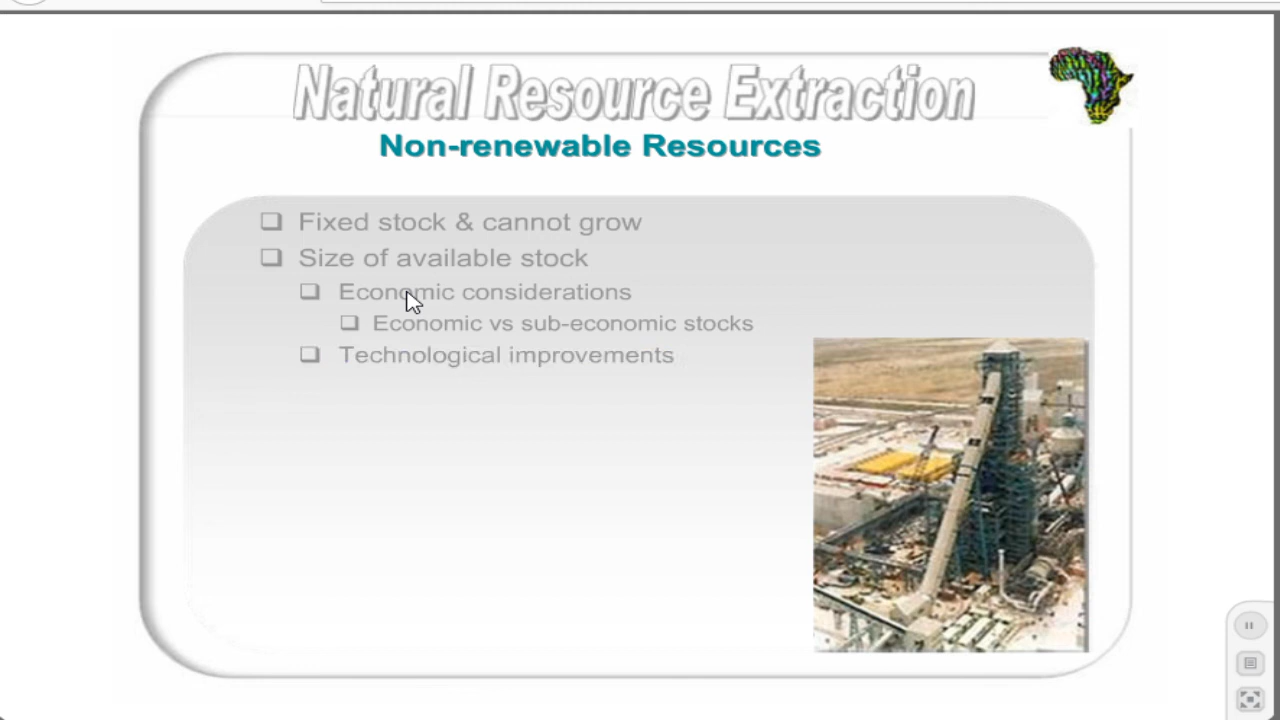 Natural Resource Extraction
Non-renewable Resources
Fixed stock & cannot grow
Size of available stock
Economic considerations
Economic vs sub-economic stocks
Technological improvements